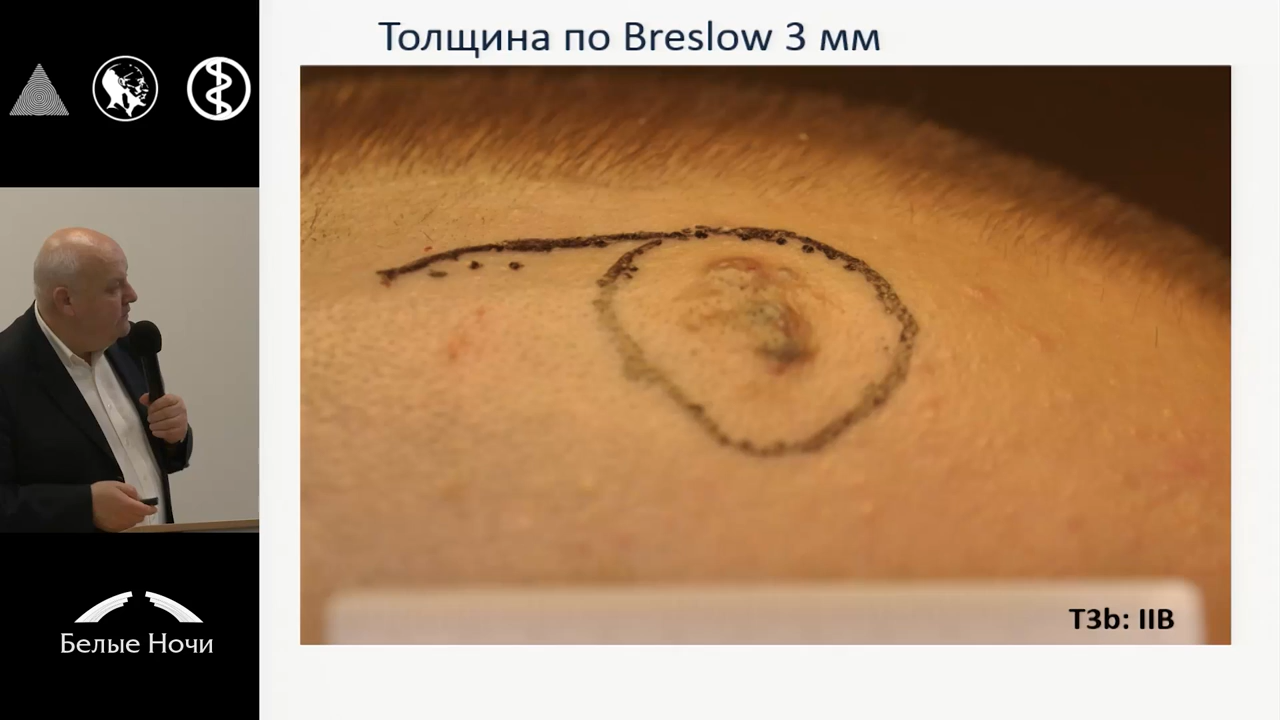 Толщина по Breslow 3 мм
T3b: IIB
Белые Ночи